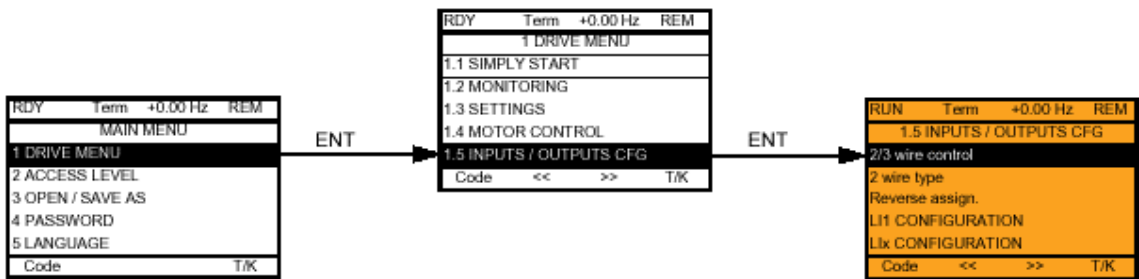 RDY Term +0.00 Hz REM
MAIN MENU
1 DRIVE MENU
2 ACCESS LEVEL
3 OPEN / SAVE AS
4 PASSWORD
5 LANGUAGE
Code T/K
ENT
RDY Term +0.00 Hz REM
1 DRIVE MENU
1.1 SIMPLY START
1.2 MONITORING
1.3 SETTINGS
1.4 MOTOR CONTROL
1.5 INPUTS / OUTPUTS CFG
Code << >> T/K
ENT
RUN Term +0.00 Hz REM
1.5 INPUTS / OUTPUTS CFG
2/3 wire control
2 wire type
Reverse assign.
LI1 CONFIGURATION
LIx CONFIGURATION
Code << >> T/K